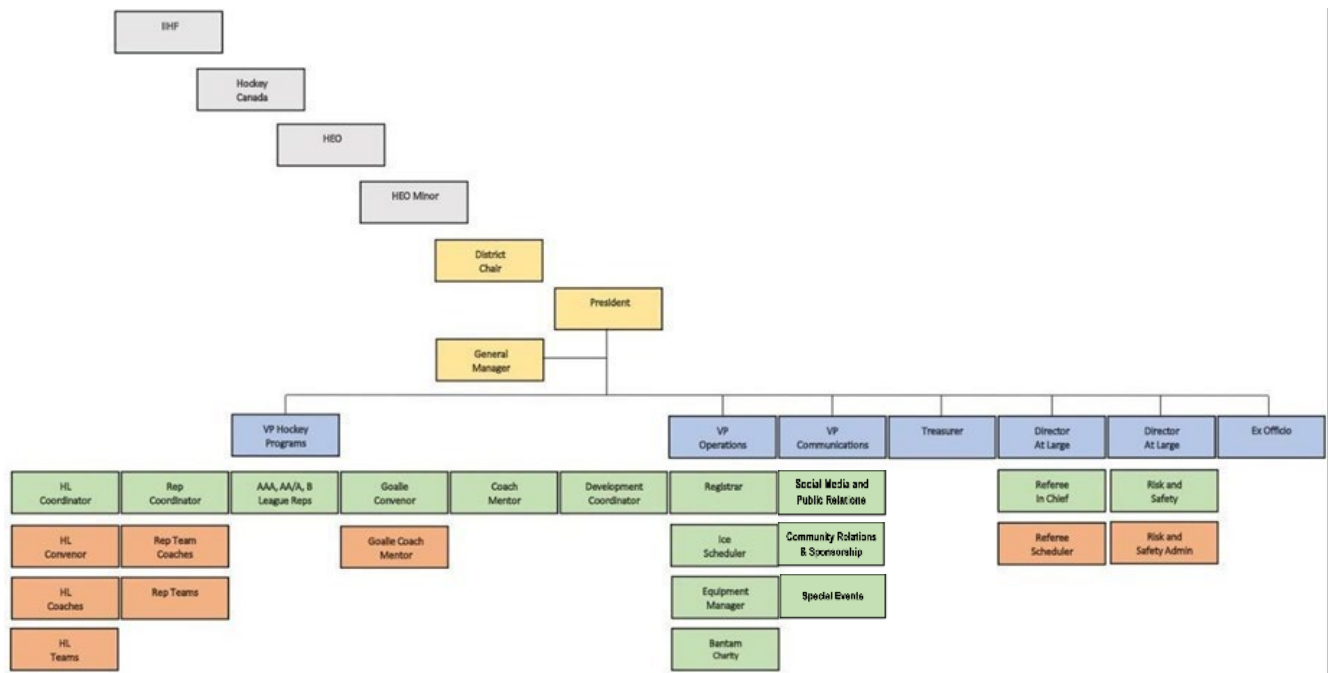 IIHF
Hockey
Canada
HEO
HEO Minor
District
Chair
President
General
Manager
VP Hockey
Programs
VP
Operations
VP
Communications
Treasurer
Director
At Large
Director
At Large
Ex Officio
HL
Coordinator
Rep
Coordinator
AAA, AA/A, B
League Reps
Goalie
Convenor
Coach
Mentor
Development
Coordinator
Registrar
Social Media and
Public Relations
Referee
In Chief
Risk and
Safety
HL
Convenor
Rep Team
Coaches
Goalie Coach
Mentor
Ice
Scheduler
Community Relations
& Sponsorship
Referee
Scheduler
Risk and
Safety Admin
HL
Coaches
Rep Teams
Equipment
Manager
Special Events
HL
Teams
Bantam
Charity